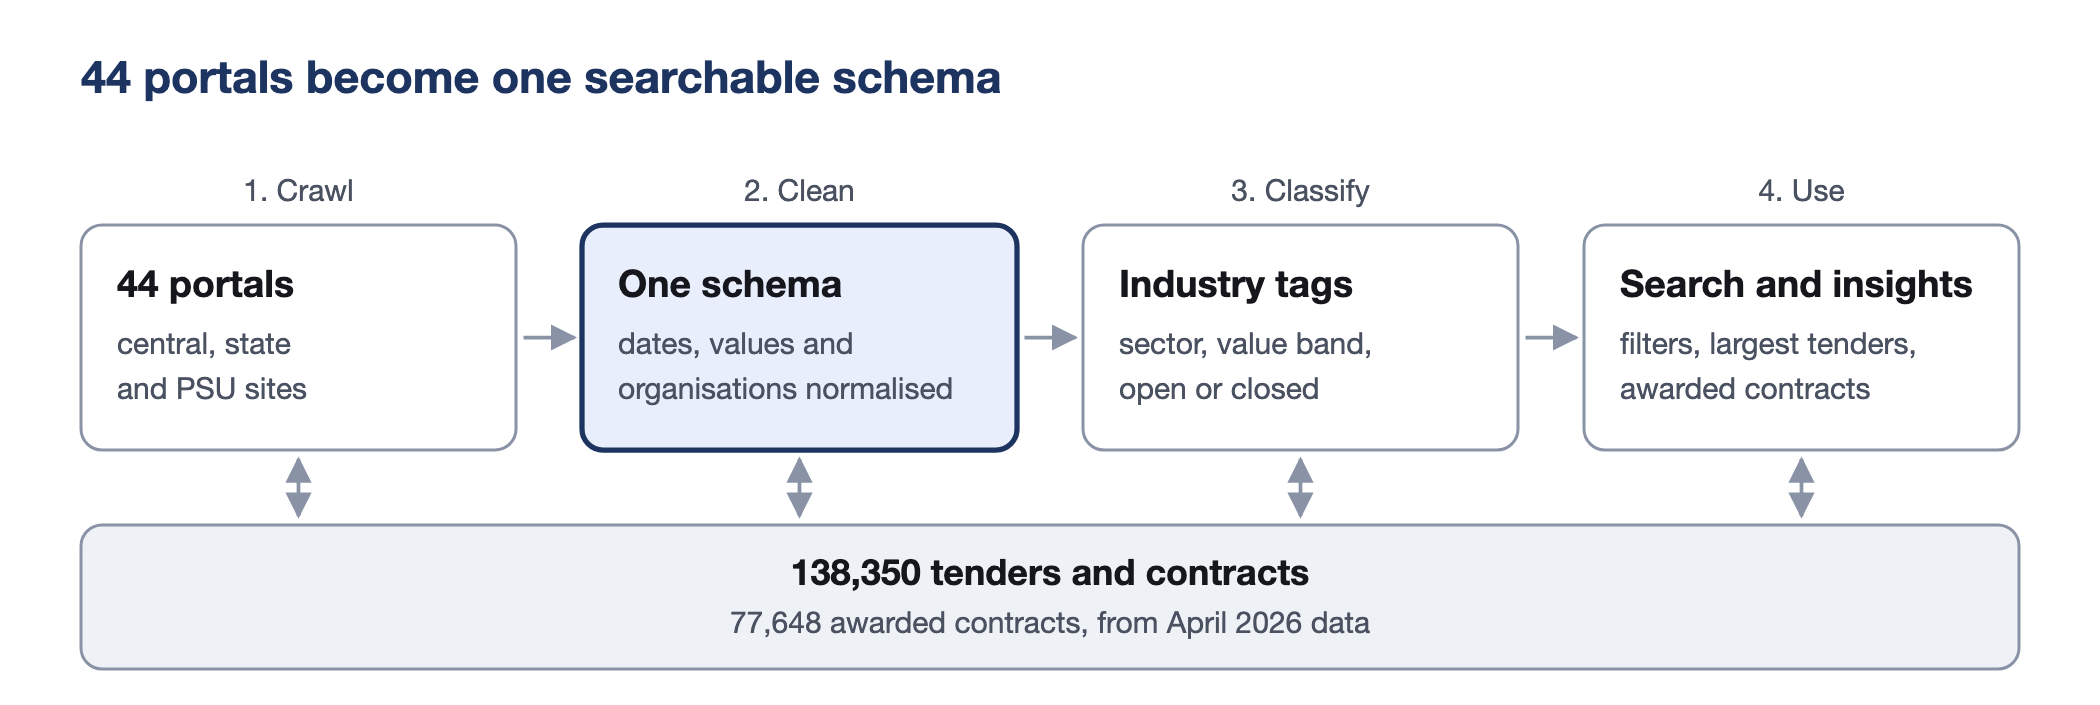 44 portals become one searchable schema
1. Crawl
44 portals
central, state
and PSU sites
2. Clean
One schema
dates, values and
organisations normalised
3. Classify
Industry tags
sector, value band,
open or closed
4. Use
Search and insights
filters, largest tenders,
awarded contracts
138,350 tenders and contracts
77,648 awarded contracts, from April 2026 data